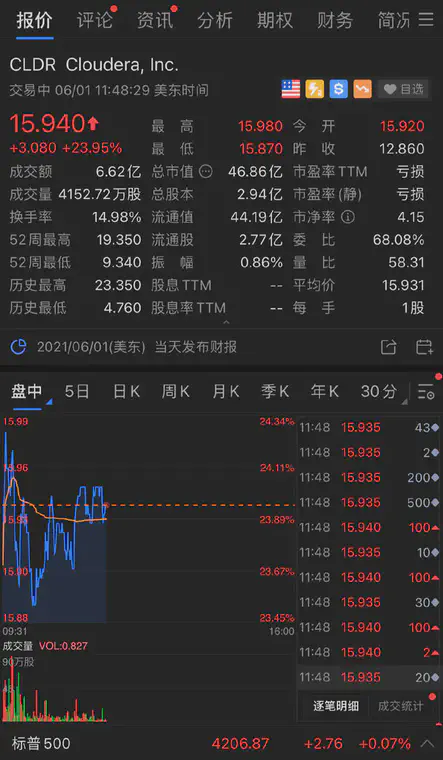 报价 评论 资讯 分析 期权 财务 简况
CLDR Cloudera, Inc.
交易中 06/01 11:48:29 美东时间 自选
15.940 最高 15.980 今开 15.920
+3.080 +23.95% 最低 15.870 昨收 12.860
成交额 6.62亿 总市值 46.86亿 市盈率TTM 亏损
成交量 4152.72万股 总股本 2.94亿 市盈率(静) 亏损
换手率 14.98% 流通值 44.19亿 市净率 4.15
52周最高 19.350 流通股 2.77亿 委比 68.08%
52周最低 9.340 振幅 0.86% 量比 58.31
历史最高 23.350 股息TTM -- 平均价 15.931
历史最低 4.760 股息率TTM -- 每手 1股
2021/06/01(美东) 当天发布财报
盘中 5日 日K 周K 月K 季K 年K 30分
15.99 24.34% 11:48 15.935 43
11:48 15.935 2
15.96 24.11% 11:48 15.935 200
11:48 15.935 500
15.93 23.89% 11:48 15.940 100
11:48 15.935 10
15.90 23.67% 11:48 15.940 100
11:48 15.935 30
15.88 23.45% 11:48 15.940 100
09:31 16:00
成交量 VOL:0.827 11:48 15.940 2
90万股 11:48 15.935 20
逐笔明细 成交统计
标普500 4206.87 +2.76 +0.07%